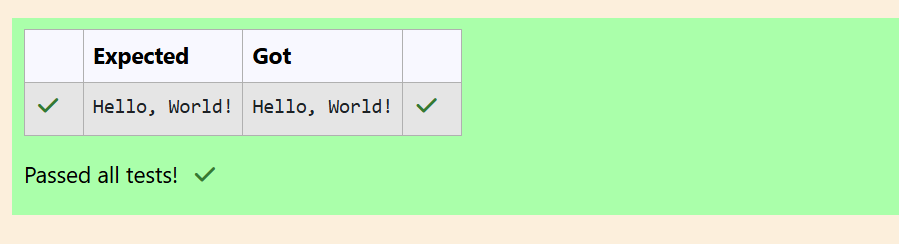 Expected Got
Hello, World! Hello, World!
Passed all tests!